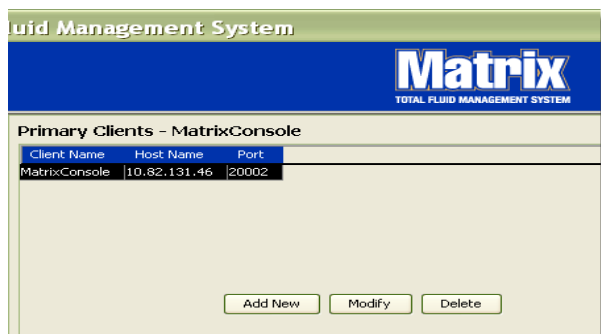 luid Management System
Matrix
TOTAL FLUID MANAGEMENT SYSTEM
Primary Clients - MatrixConsole
Client Name Host Name Port
MatrixConsole 10.82.131.46 20002
Add New Modify Delete